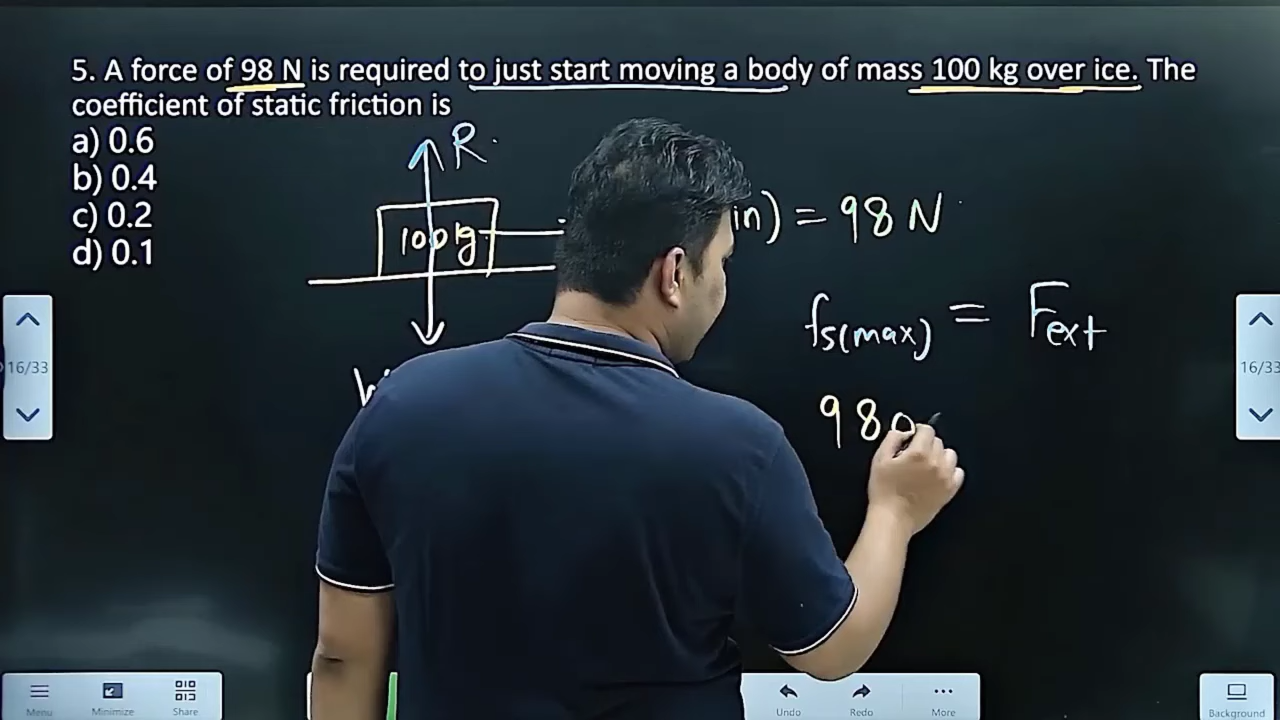 5. A force of 98 N is required to just start moving a body of mass 100 kg over ice. The
coefficient of static friction is
a) 0.6
b) 0.4
c) 0.2
d) 0.1
R
100 kg
in) = 98 N
fs(max) = Fext
98
16/33
16/33
Menu
Minimize
Share
Undo
Redo
More
Background